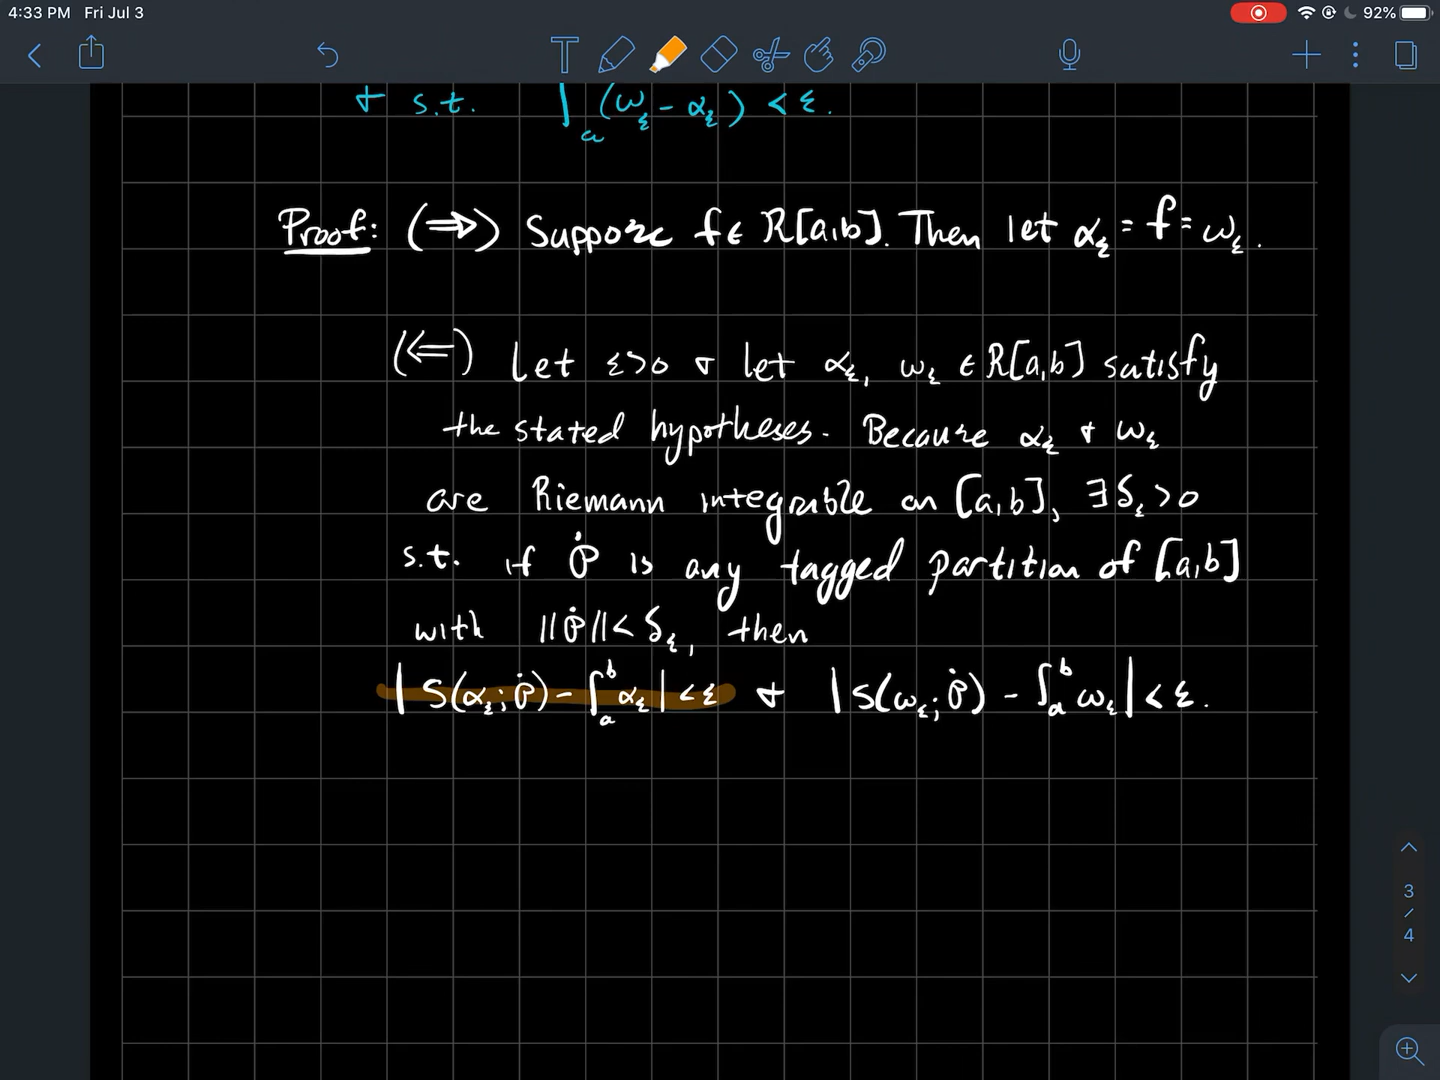 4:33 PM Fri Jul 3
92%
& s.t. ∫_a (ω_ε - α_ε) < ε.
Proof: (⇒) Suppose f ∈ R[a,b]. Then let α_ε = f = ω_ε.
(⇐) Let ε>0 & let α_ε, ω_ε ∈ R[a,b] satisfy
the stated hypotheses. Because α_ε & ω_ε
are Riemann integrable on [a,b], ∃ δ_ε > 0
s.t. if Ṗ is any tagged partition of [a,b]
with ||Ṗ|| < δ_ε, then
| S(α_ε; Ṗ) - ∫_a^b α_ε | < ε & | S(ω_ε; Ṗ) - ∫_a^b ω_ε | < ε.
3
/
4